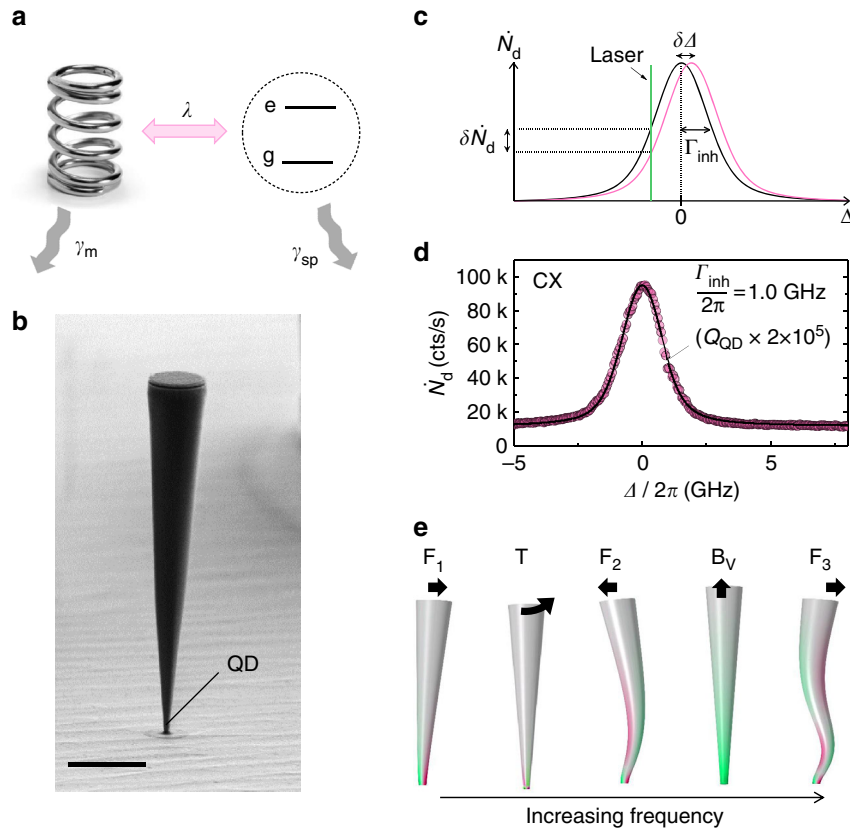 a
λ
e
g
γm
γsp
b
QD
c
Ṅd
δΔ
Laser
δṄd
Γinh
0
Δ
d
100 k
80 k
60 k
40 k
20 k
0
Ṅd (cts/s)
CX
Γinh/2π = 1.0 GHz
(QQD × 2×10⁵)
−5
0
5
Δ / 2π (GHz)
e
F1
T
F2
BV
F3
Increasing frequency